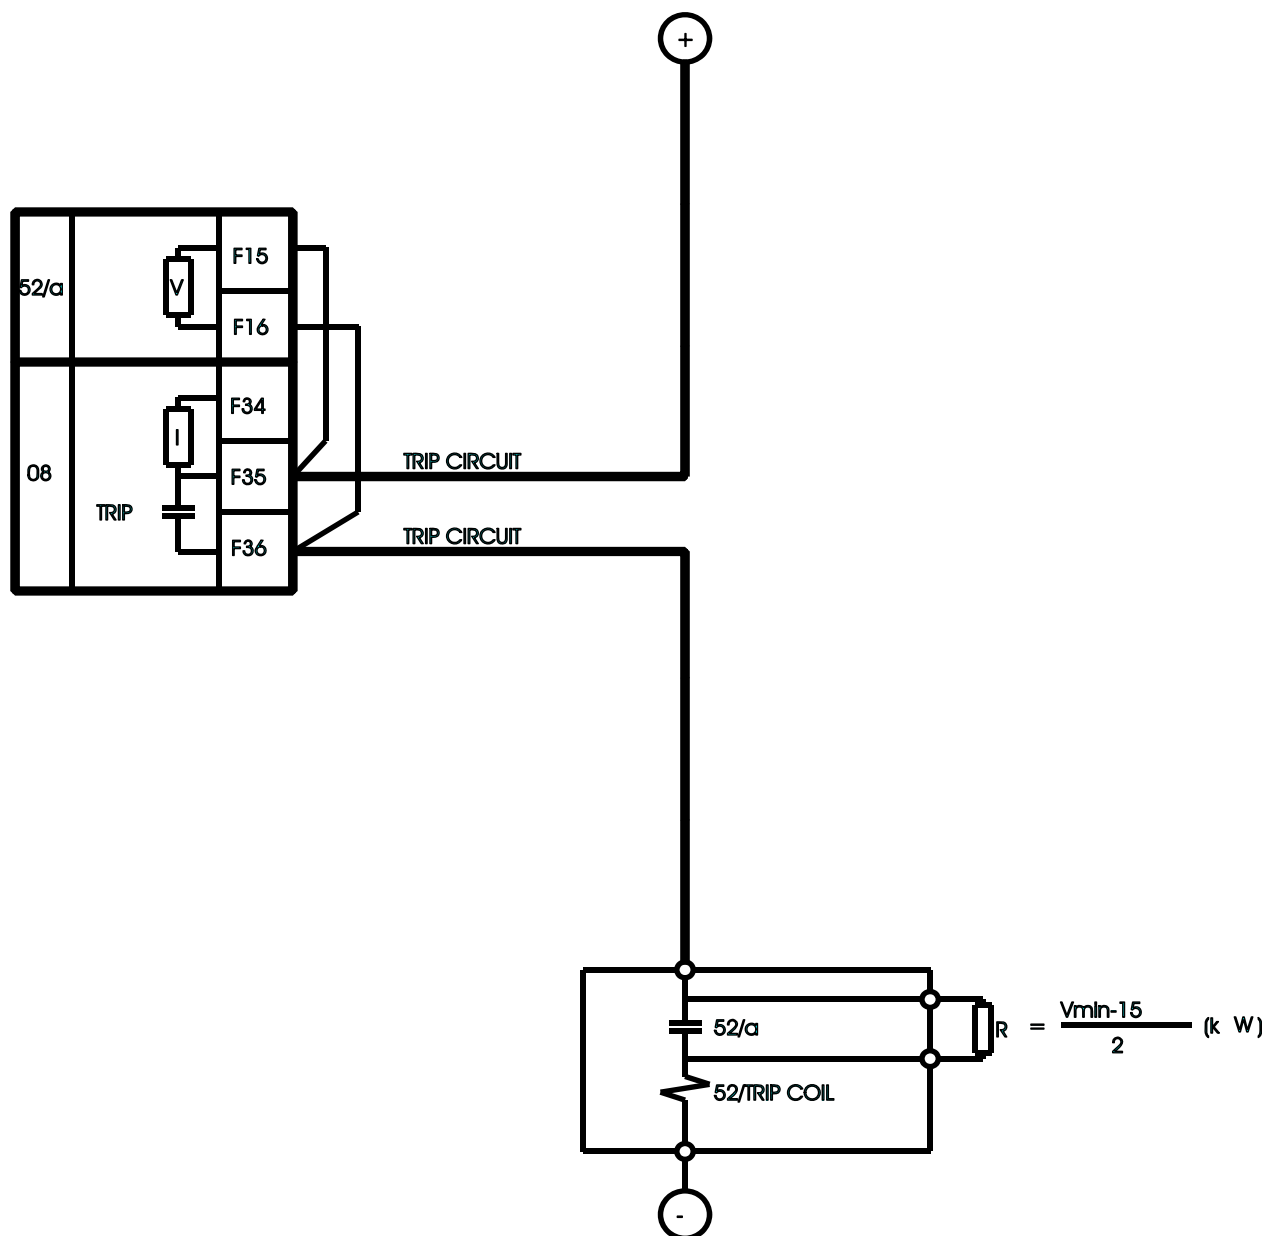 +
52/a
V
F15
F16
08
I
F34
F35
TRIP
F36
TRIP CIRCUIT
TRIP CIRCUIT
52/a
R = Vmin-15 (k W)
2
52/TRIP COIL
-